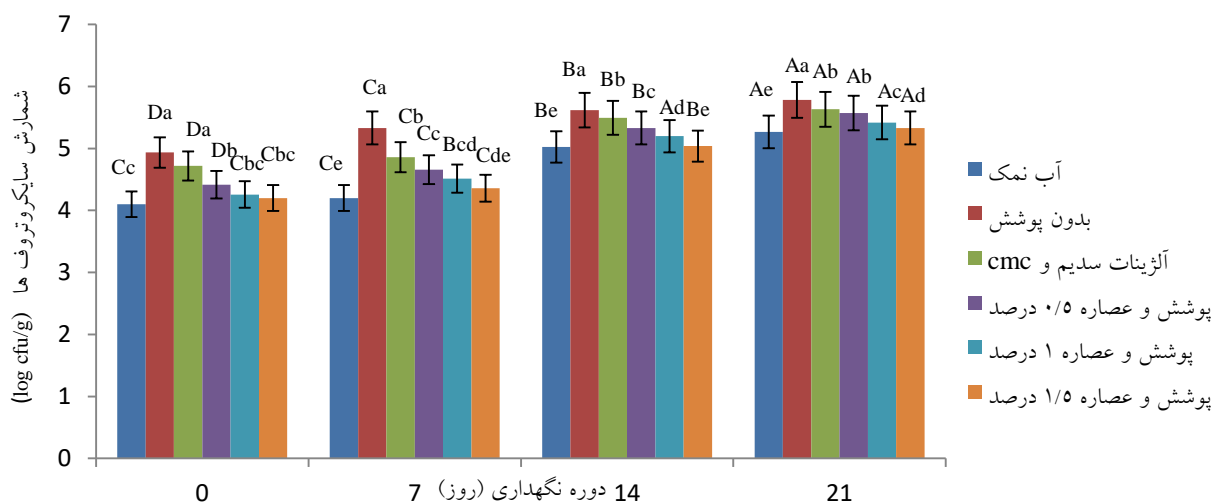 7
6
5
4
3
2
1
0
شمارش سایکروتروف ها (log cfu/g)
Cc Da Da Db Cbc Cbc
Ce Ca Cb Cc Bcd Cde
Be Ba Bb Bc Ad Be
Ae Aa Ab Ab Ac Ad
0 7 14 21
دوره نگهداری (روز)
آب نمک
بدون پوشش
آلژینات سدیم و cmc
پوشش و عصاره ۰/۵ درصد
پوشش و عصاره ۱ درصد
پوشش و عصاره ۱/۵ درصد